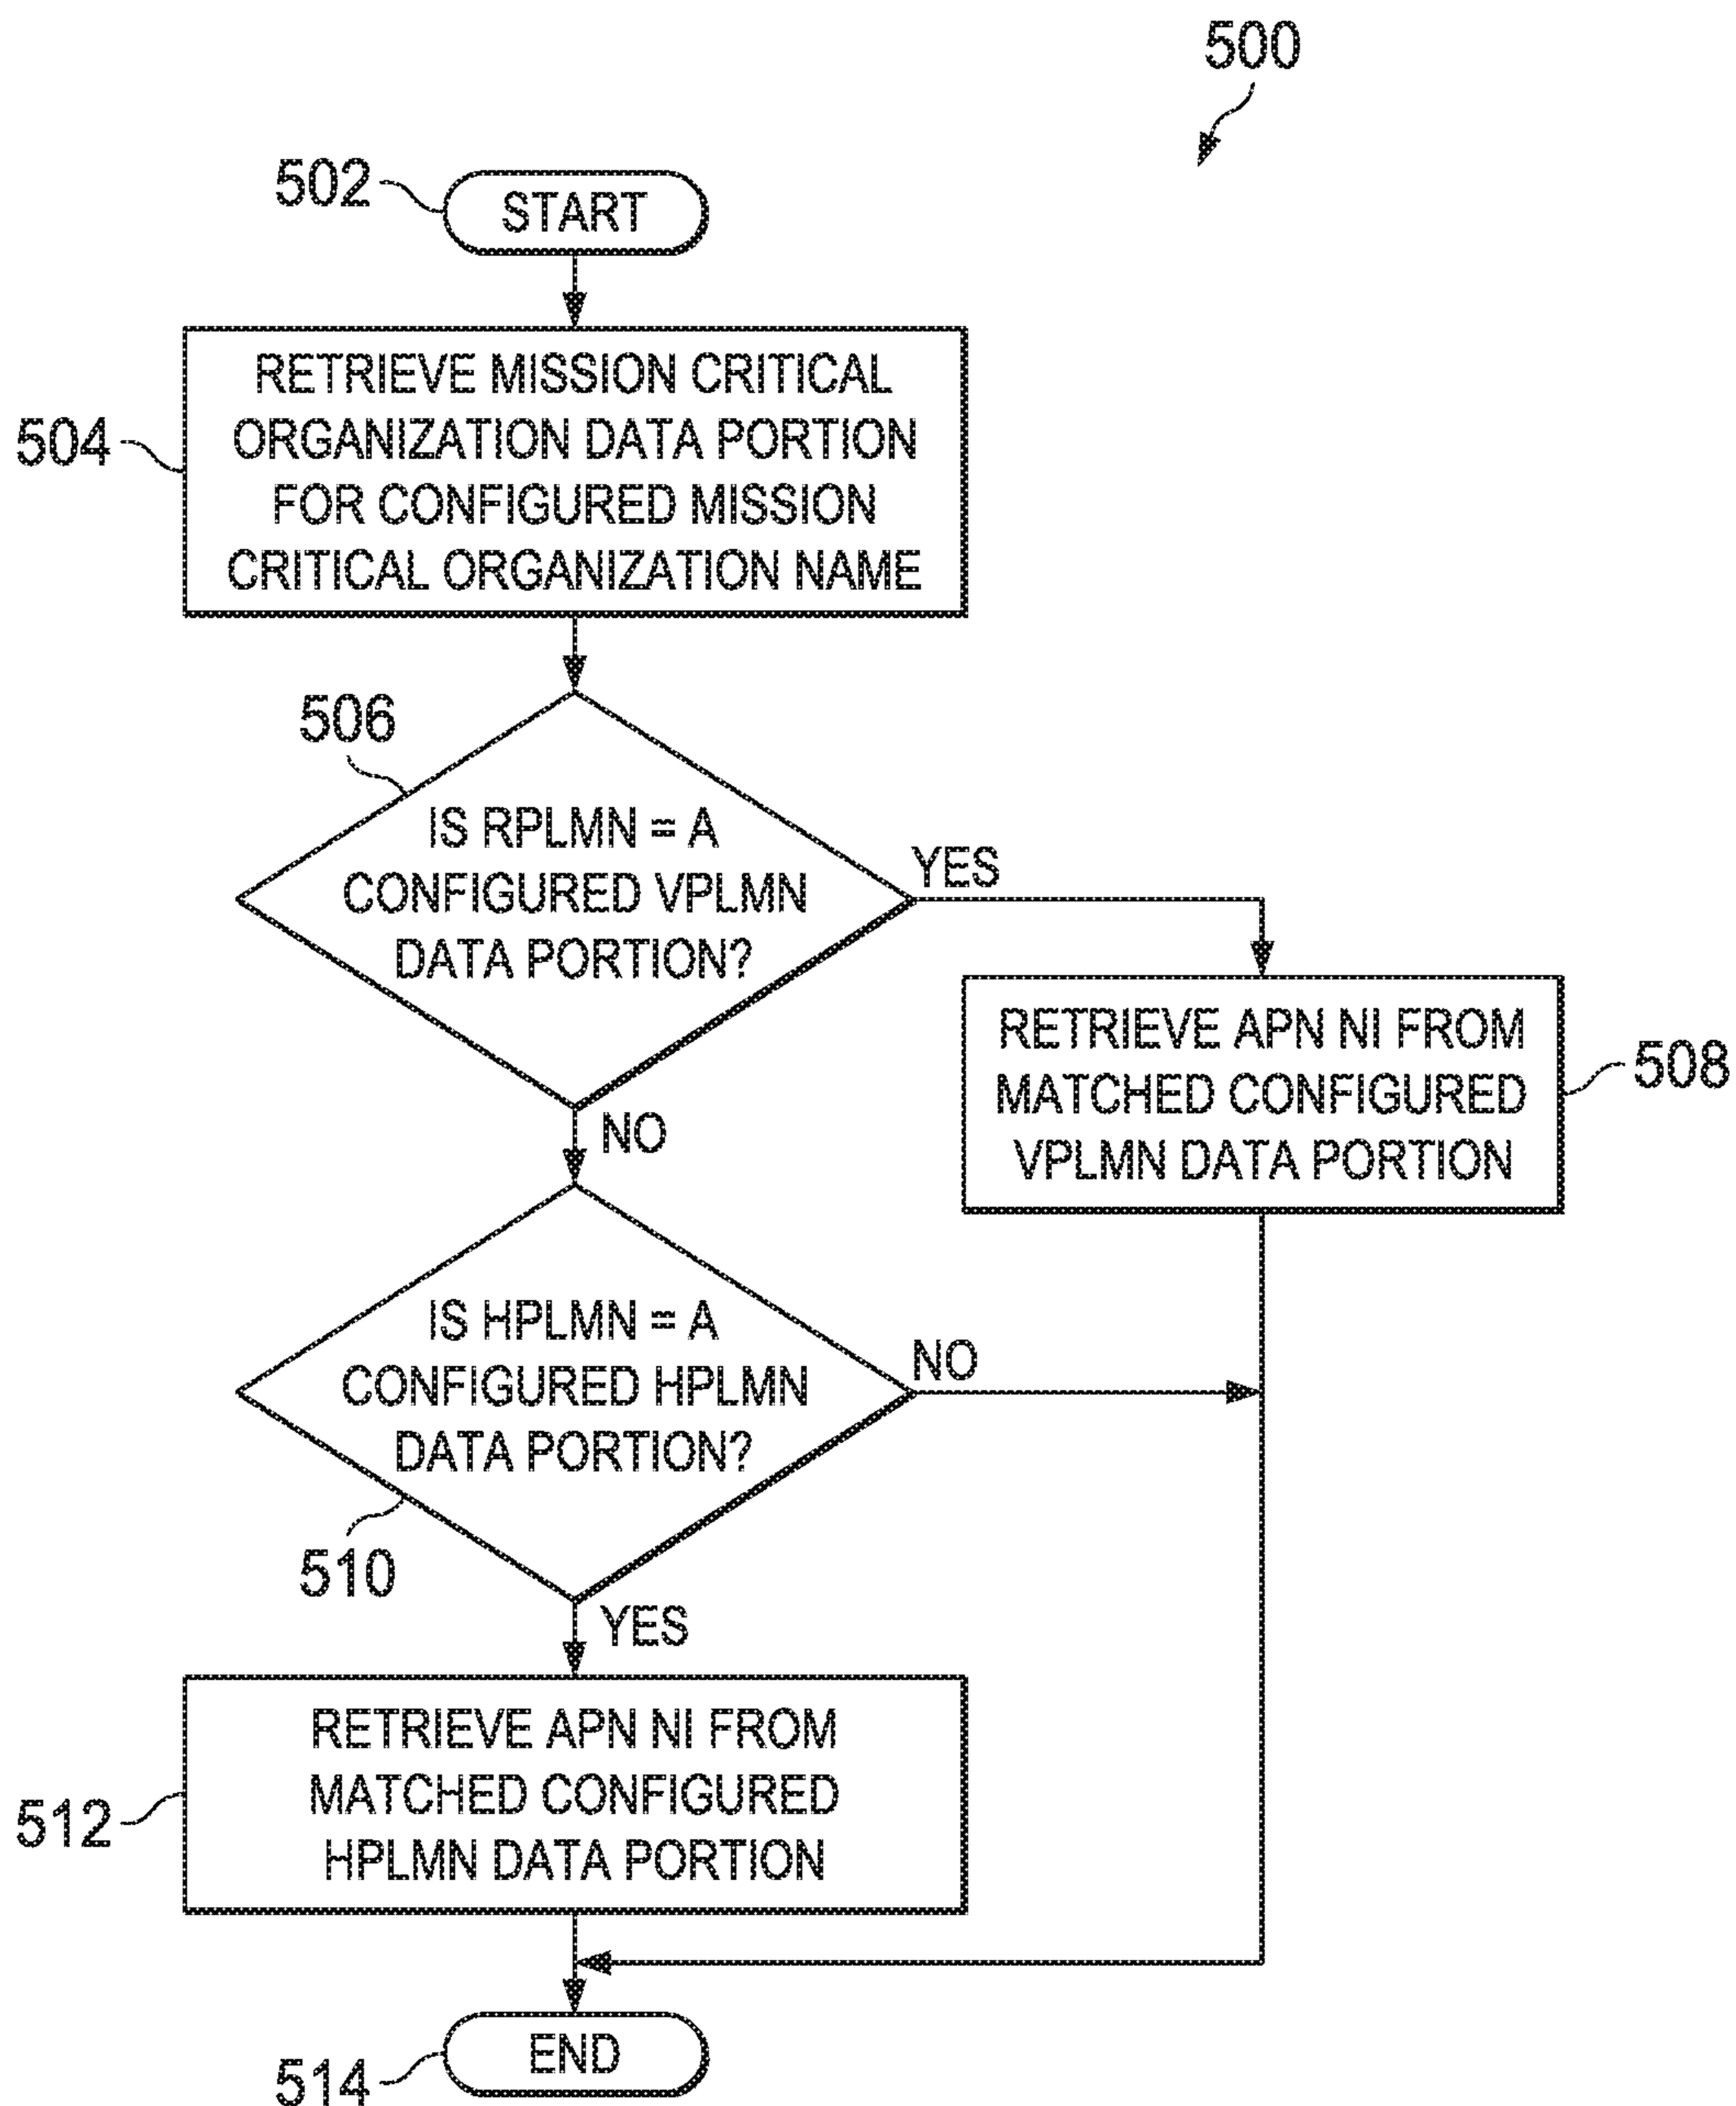 500
502
START
504
RETRIEVE MISSION CRITICAL
ORGANIZATION DATA PORTION
FOR CONFIGURED MISSION
CRITICAL ORGANIZATION NAME
506
IS RPLMN = A
CONFIGURED VPLMN
DATA PORTION?
YES
NO
RETRIEVE APN NI FROM
MATCHED CONFIGURED
VPLMN DATA PORTION
508
IS HPLMN = A
CONFIGURED HPLMN
DATA PORTION?
NO
510
YES
RETRIEVE APN NI FROM
MATCHED CONFIGURED
HPLMN DATA PORTION
512
END
514